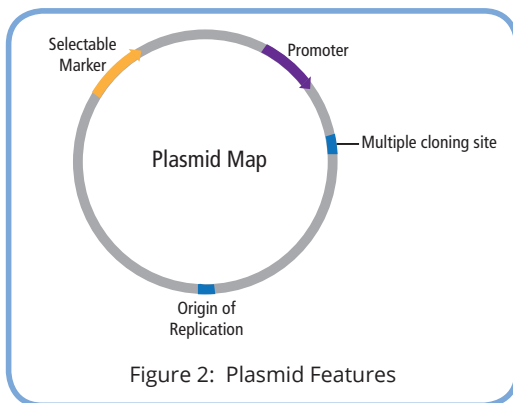 Selectable
Marker
Promoter
Multiple cloning site
Plasmid Map
Origin of
Replication
Figure 2: Plasmid Features